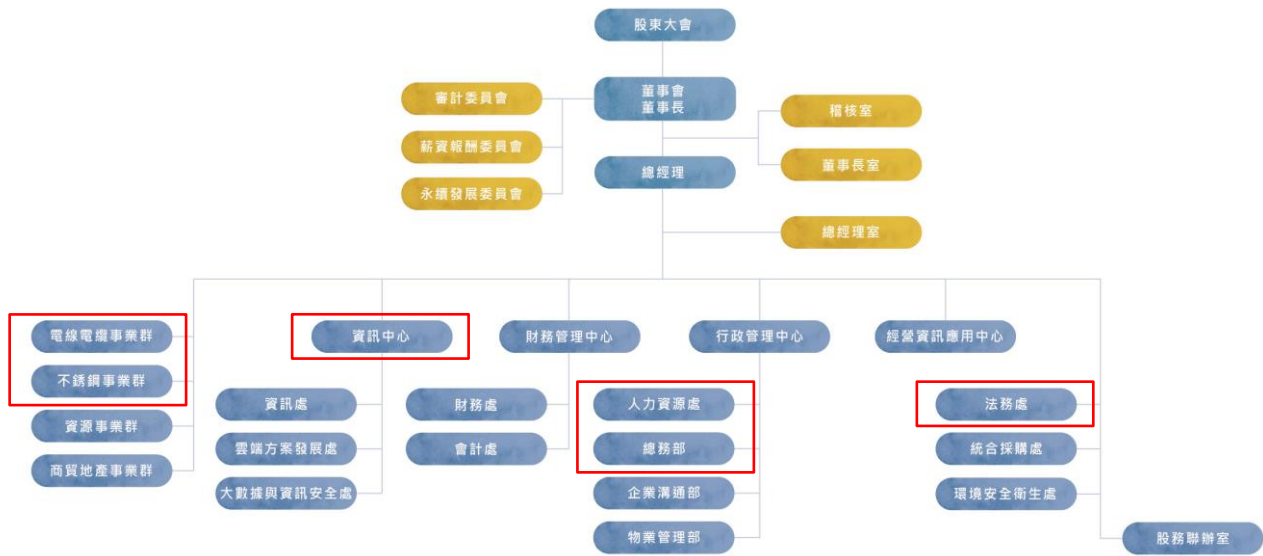 股東大會
董事會
董事長
審計委員會
稽核室
薪資報酬委員會
董事長室
總經理
永續發展委員會
總經理室
電線電纜事業群
資訊中心
財務管理中心
行政管理中心
經營資訊應用中心
不銹鋼事業群
資訊處
財務處
人力資源處
法務處
資源事業群
雲端方案發展處
會計處
總務部
統合採購處
商貿地產事業群
大數據與資訊安全處
企業溝通部
環境安全衛生處
物業管理部
股務聯辦室